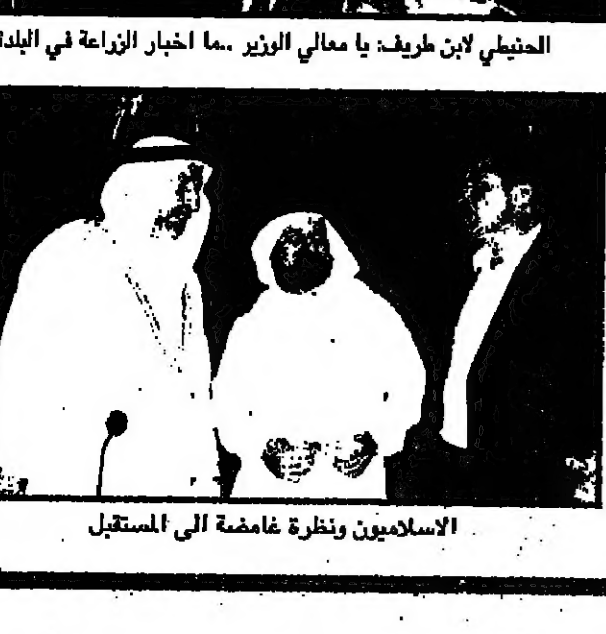 الحنيطي لابن طريف: يا معالي الوزير ..ما اخبار الزراعة في البلد
الاسلاميون ونظرة غامضة الى المستقبل